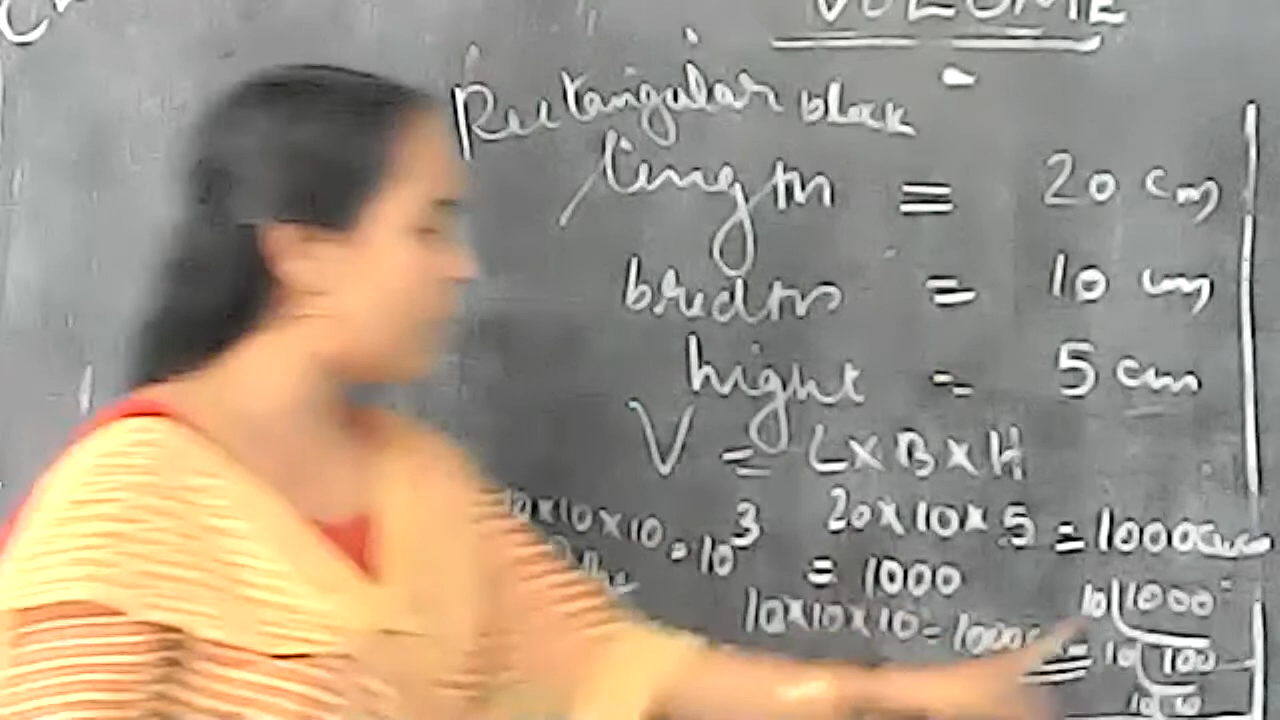 VOLUME
Rectangular block
length = 20 cm
bredth = 10 cm
hight = 5 cm
V = L×B×H
10×10×10 = 10³
20×10×5 = 1000
= 1000
10×10×10 = 1000
10 1000
10 100
10 10